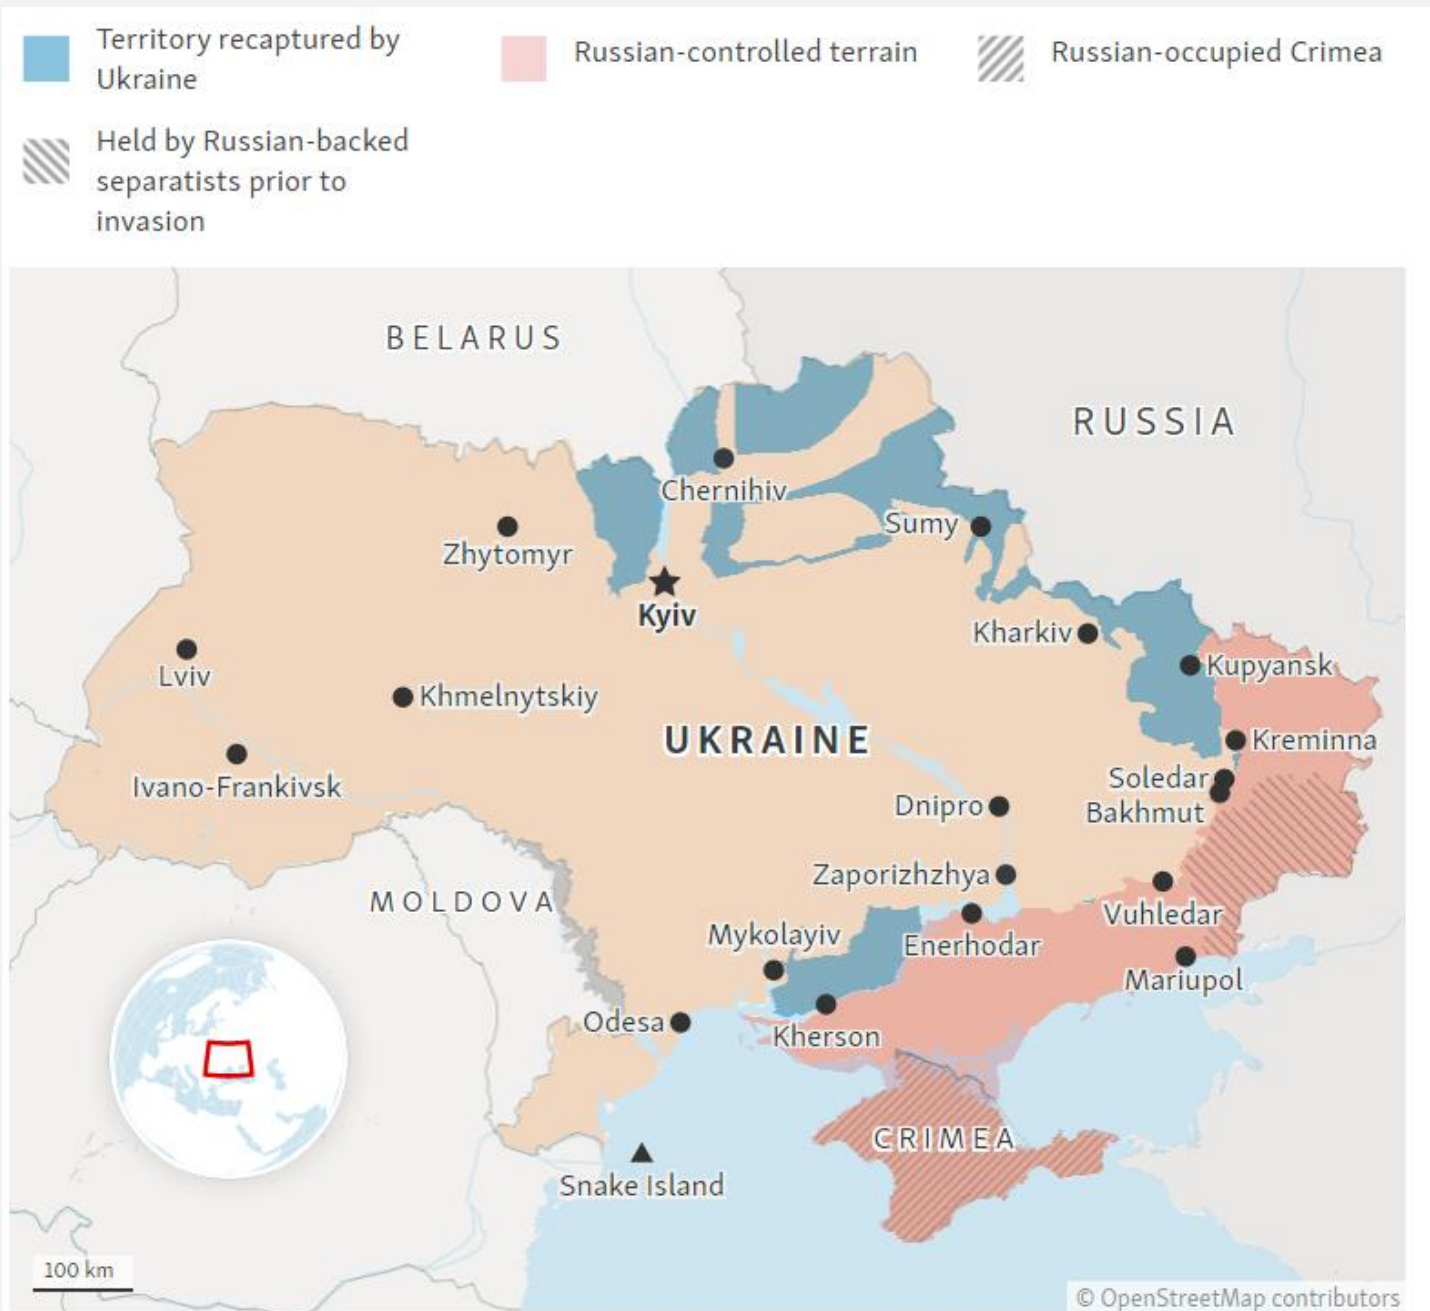 Territory recaptured by
Ukraine
Russian-controlled terrain
Russian-occupied Crimea
Held by Russian-backed
separatists prior to
invasion
BELARUS
RUSSIA
Chernihiv
Sumy
Zhytomyr
Kyiv
Kharkiv
Lviv
Kupyansk
Khmelnytskiy
UKRAINE
Kreminna
Ivano-Frankivsk
Soledar
Dnipro
Bakhmut
Zaporizhzhya
MOLDOVA
Vuhledar
Mykolayiv
Enerhodar
Mariupol
Odesa
Kherson
CRIMEA
Snake Island
100 km
© OpenStreetMap contributors